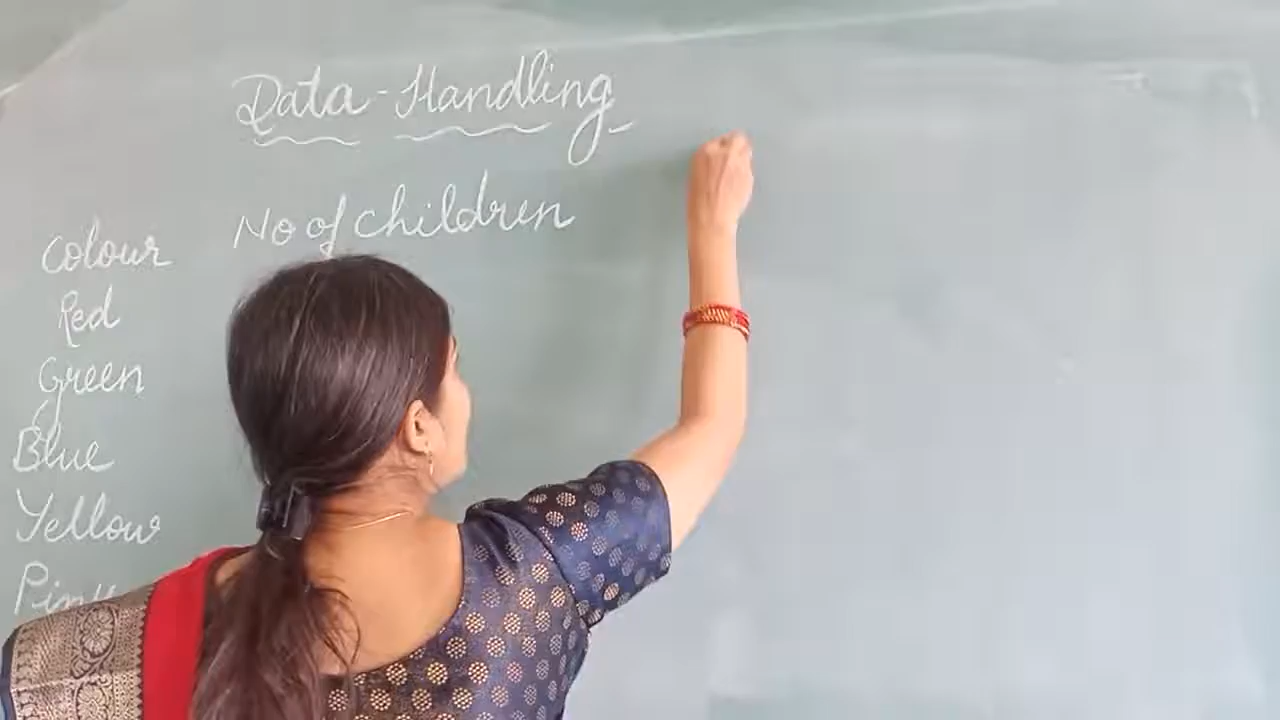 Data-Handling
Colour No of children
Red
Green
Blue
Yellow
Pink